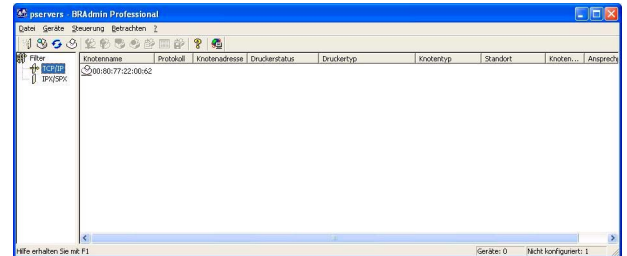 pservers - BRAdmin Professional
Datei Geräte Steuerung Betrachten ?
Filter
TCP/IP
IPX/SPX
Knotenname Protokoll Knotenadresse Druckerstatus Druckertyp Knotentyp Standort Knoten... Ansprech
00:80:77:22:00:62
Hilfe erhalten Sie mit F1 Geräte: 0 Nicht konfiguriert: 1